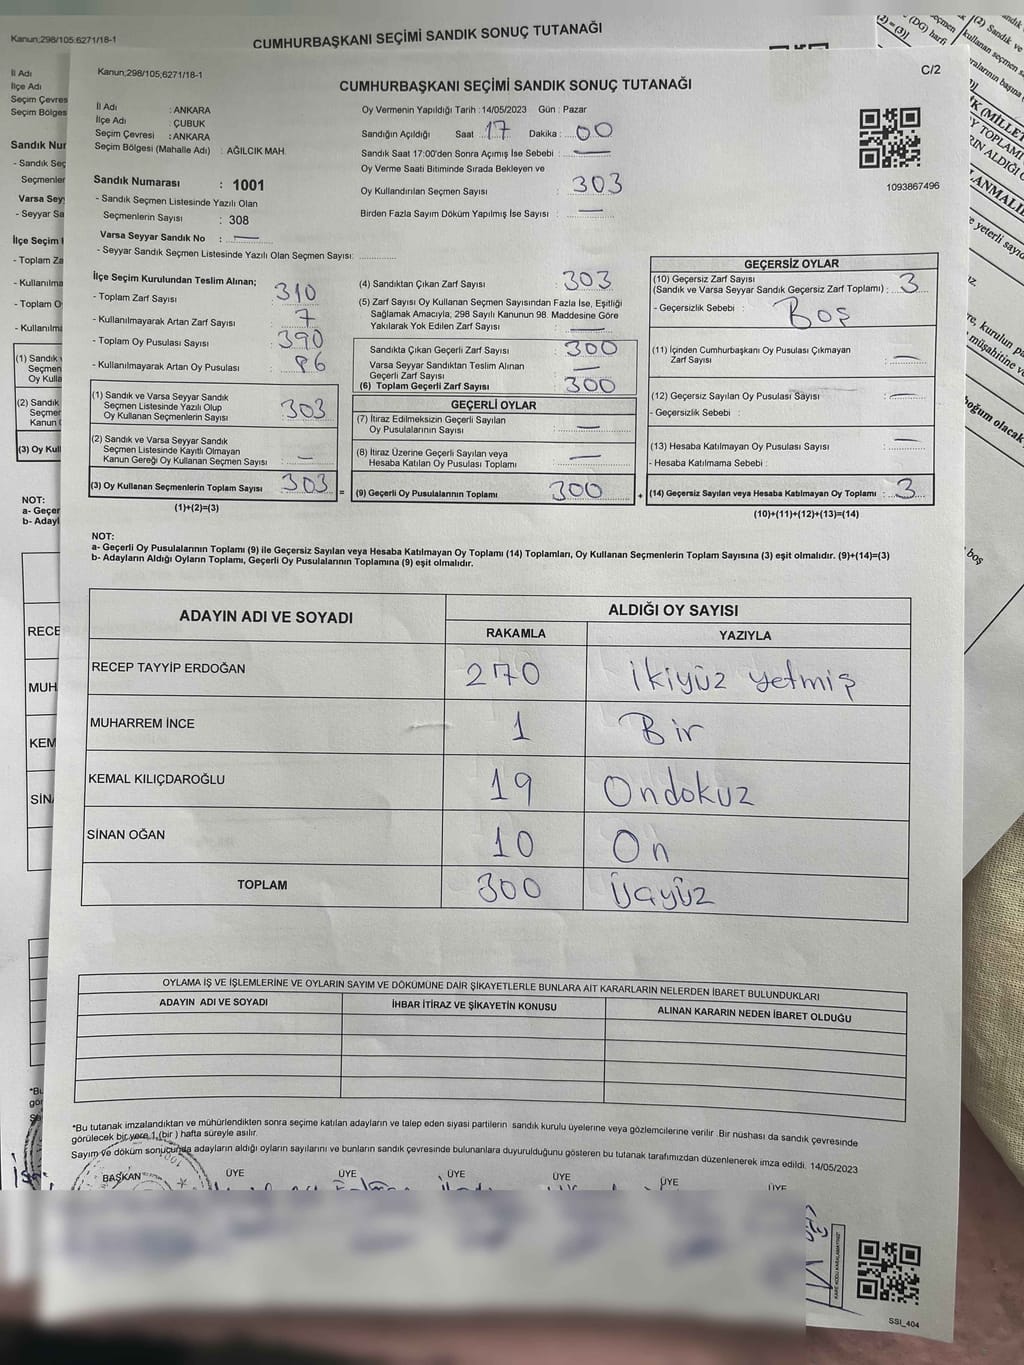 Kanun;298/105;6271/18-1
CUMHURBAŞKANI SEÇİMİ SANDIK SONUÇ TUTANAĞI
Kanun;298/105;6271/18-1
C/2
CUMHURBAŞKANI SEÇİMİ SANDIK SONUÇ TUTANAĞI
İl Adı : ANKARA
İlçe Adı : ÇUBUK
Seçim Çevresi : ANKARA
Seçim Bölgesi (Mahalle Adı) : AĞILCIK MAH.
Sandık Numarası : 1001
- Sandık Seçmen Listesinde Yazılı Olan
Seçmenlerin Sayısı : 308
Varsa Seyyar Sandık No : —
- Seyyar Sandık Seçmen Listesinde Yazılı Olan Seçmen Sayısı: ..............
Oy Vermenin Yapıldığı Tarih : 14/05/2023 Gün : Pazar
Sandığın Açıldığı Saat 17 Dakika : 00
Sandık Saat 17:00'den Sonra Açımış İse Sebebi : —
Oy Verme Saati Bitiminde Sırada Bekleyen ve
Oy Kullandırılan Seçmen Sayısı : 303
Birden Fazla Sayım Döküm Yapılmış İse Sayısı : —
1093867496
İlçe Seçim Kurulundan Teslim Alınan;
- Toplam Zarf Sayısı : 310
- Kullanılmayarak Artan Zarf Sayısı : 7
- Toplam Oy Pusulası Sayısı : 390
- Kullanılmayarak Artan Oy Pusulası : 86
(1) Sandık ve Varsa Seyyar Sandık
Seçmen Listesinde Yazılı Olup
Oy Kullanan Seçmenlerin Sayısı : 303
(2) Sandık ve Varsa Seyyar Sandık
Seçmen Listesinde Kayıtlı Olmayan
Kanun Gereği Oy Kullanan Seçmen Sayısı : —
(3) Oy Kullanan Seçmenlerin Toplam Sayısı : 303
(1)+(2)=(3)
(4) Sandıktan Çıkan Zarf Sayısı : 303
(5) Zarf Sayısı Oy Kullanan Seçmen Sayısından Fazla İse, Eşitliği
Sağlamak Amacıyla, 298 Sayılı Kanunun 98. Maddesine Göre
Yakılarak Yok Edilen Zarf Sayısı : —
Sandıkta Çıkan Geçerli Zarf Sayısı : 300
Varsa Seyyar Sandıktan Teslim Alınan
Geçerli Zarf Sayısı : —
(6) Toplam Geçerli Zarf Sayısı : 300
GEÇERLİ OYLAR
(7) İtiraz Edilmeksizin Geçerli Sayılan
Oy Pusulalarının Sayısı : —
(8) İtiraz Üzerine Geçerli Sayılan veya
Hesaba Katılan Oy Pusulası Toplamı : —
= (9) Geçerli Oy Pusulalarının Toplamı 300 +
GEÇERSİZ OYLAR
(10) Geçersiz Zarf Sayısı
(Sandık ve Varsa Seyyar Sandık Geçersiz Zarf Toplamı) : 3
- Geçersizlik Sebebi : Boş
(11) İçinden Cumhurbaşkanı Oy Pusulası Çıkmayan
Zarf Sayısı : —
(12) Geçersiz Sayılan Oy Pusulası Sayısı : —
- Geçersizlik Sebebi :
(13) Hesaba Katılmayan Oy Pusulası Sayısı : —
- Hesaba Katılmama Sebebi :
(14) Geçersiz Sayılan veya Hesaba Katılmayan Oy Toplamı : 3
(10)+(11)+(12)+(13)=(14)
NOT:
a- Geçerli Oy Pusulalarının Toplamı (9) ile Geçersiz Sayılan veya Hesaba Katılmayan Oy Toplamı (14) Toplamları, Oy Kullanan Seçmenlerin Toplam Sayısına (3) eşit olmalıdır. (9)+(14)=(3)
b- Adayların Aldığı Oyların Toplamı, Geçerli Oy Pusulalarının Toplamına (9) eşit olmalıdır.
ADAYIN ADI VE SOYADI ALDIĞI OY SAYISI
RAKAMLA YAZIYLA
RECEP TAYYİP ERDOĞAN 270 ikiyüz yetmiş
MUHARREM İNCE 1 Bir
KEMAL KILIÇDAROĞLU 19 Ondokuz
SİNAN OĞAN 10 On
TOPLAM 300 Üçyüz
OYLAMA İŞ VE İŞLEMLERİNE VE OYLARIN SAYIM VE DÖKÜMÜNE DAİR ŞİKAYETLERLE BUNLARA AİT KARARLARIN NELERDEN İBARET BULUNDUKLARI
ADAYIN ADI VE SOYADI İHBAR İTİRAZ VE ŞİKAYETİN KONUSU ALINAN KARARIN NEDEN İBARET OLDUĞU
*Bu tutanak imzalandıktan ve mühürlendikten sonra seçime katılan adayların ve talep eden siyasi partilerin sandık kurulu üyelerine veya gözlemcilerine verilir .Bir nüshası da sandık çevresinde
görülecek bir yere 1 (bir ) hafta süreyle asılır.
Sayım ve döküm sonucunda adayların aldığı oyların sayılarını ve bunların sandık çevresinde bulunanlara duyurulduğunu gösteren bu tutanak tarafımızdan düzenlenerek imza edildi. 14/05/2023
BAŞKAN ÜYE ÜYE ÜYE ÜYE ÜYE ÜYE
SSI_404